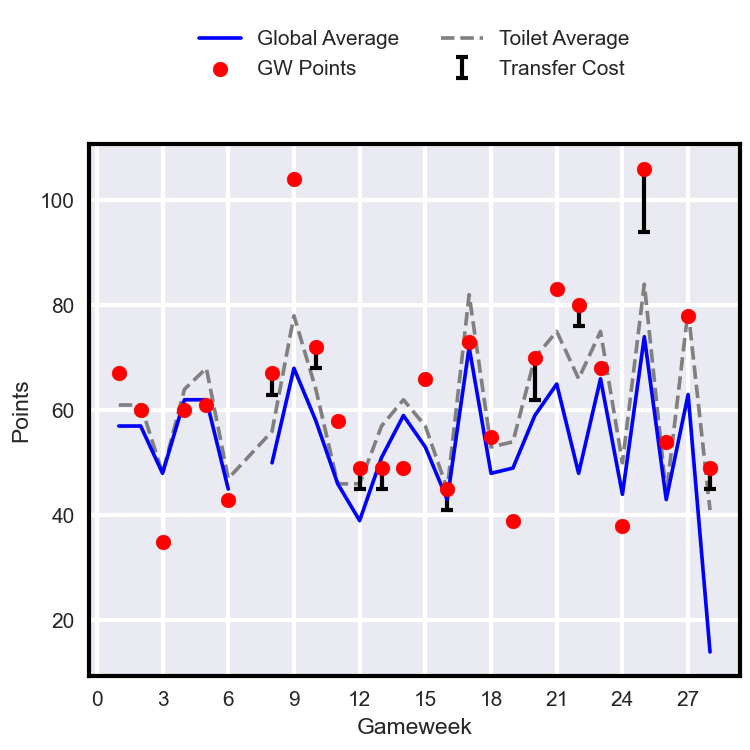 Global Average
Toilet Average
GW Points
Transfer Cost
100
80
60
40
20
Points
0 3 6 9 12 15 18 21 24 27
Gameweek